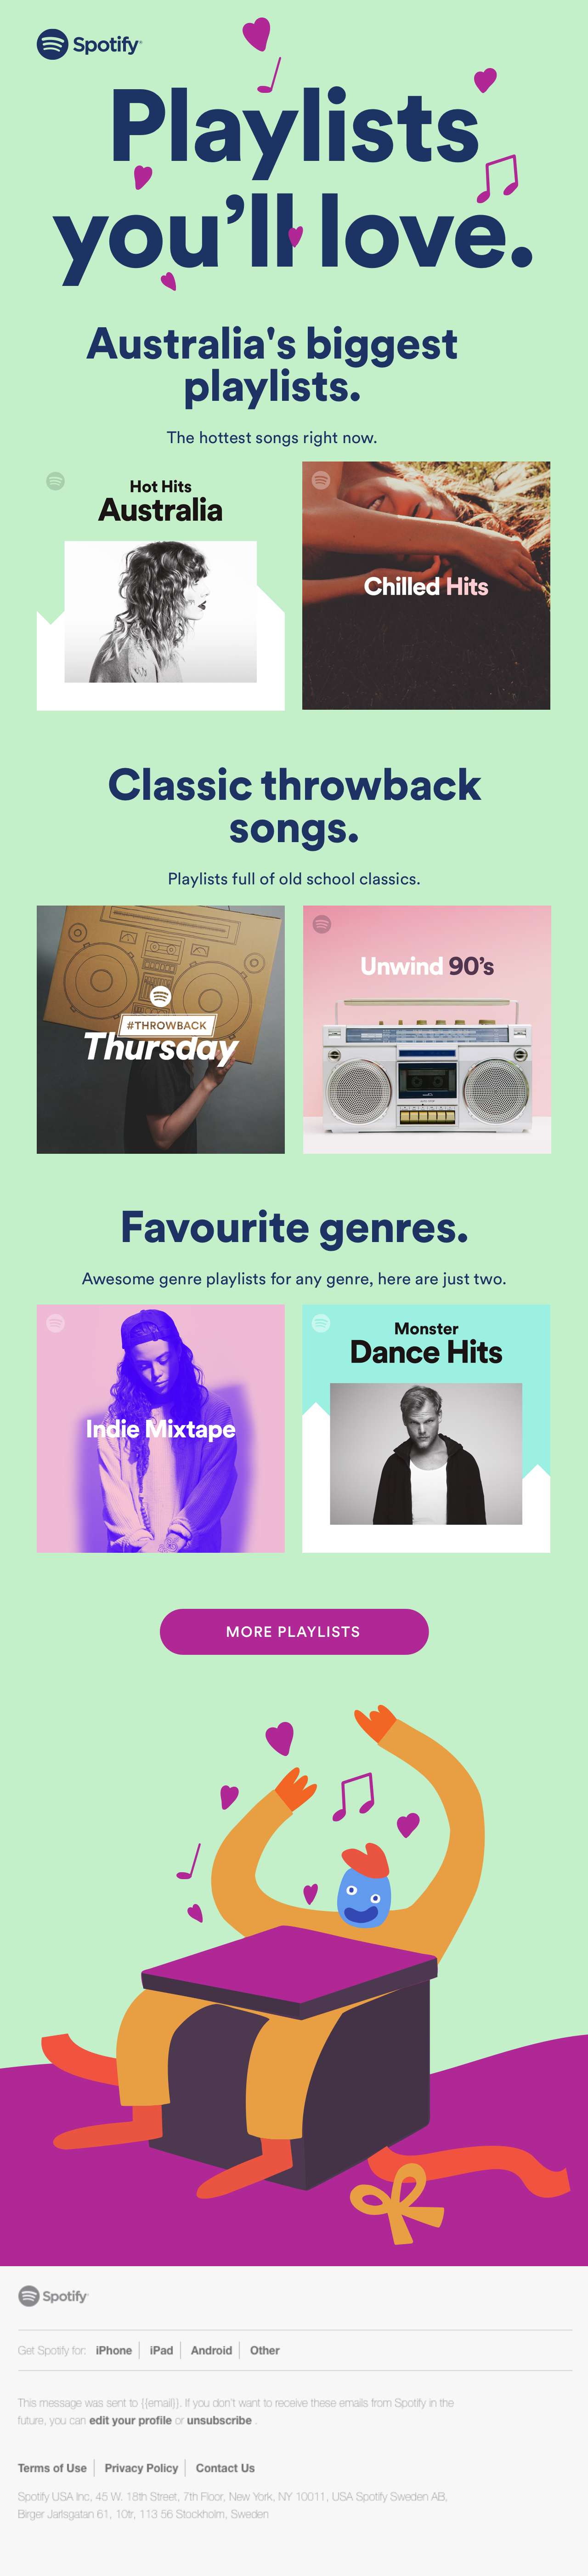 Spotify®
Playlists
you'll love.
Australia's biggest
playlists.
The hottest songs right now.
Hot Hits
Australia
Chilled Hits
Classic throwback
songs.
Playlists full of old school classics.
#THROWBACK
Thursday
Unwind 90's
Favourite genres.
Awesome genre playlists for any genre, here are just two.
Indie Mixtape
Monster
Dance Hits
MORE PLAYLISTS
Spotify®
Get Spotify for: iPhone iPad Android Other
This message was sent to {{email}}. If you don't want to receive these emails from Spotify in the
future, you can edit your profile or unsubscribe .
Terms of Use Privacy Policy Contact Us
Spotify USA Inc, 45 W. 18th Street, 7th Floor, New York, NY 10011, USA Spotify Sweden AB,
Birger Jarlsgatan 61, 10tr, 113 56 Stockholm, Sweden